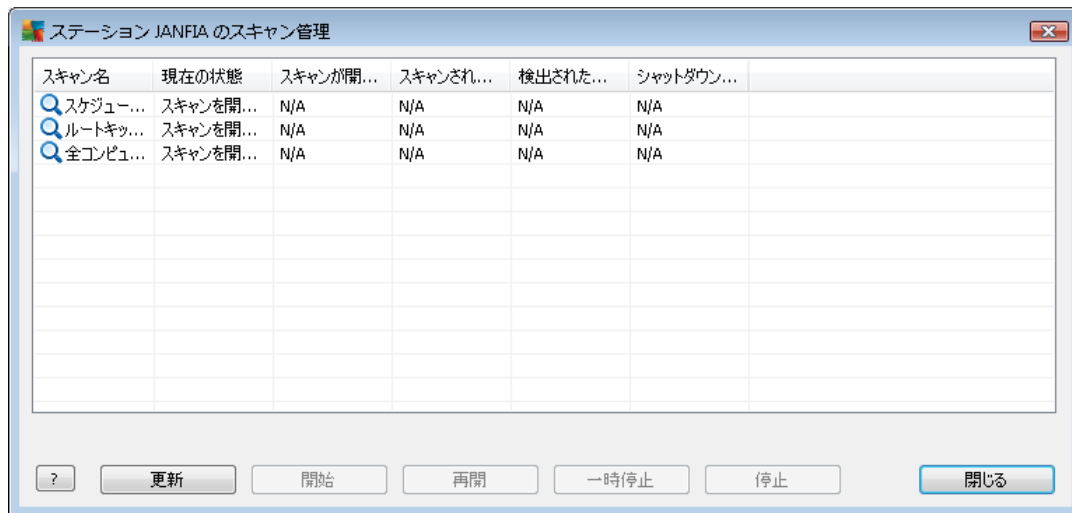 ステーション JANFIA のスキャン管理
スキャン名 現在の状態 スキャンが開... スキャンされ... 検出された... シャットダウン...
スケジュー... スキャンを開... N/A N/A N/A N/A
ルートキッ... スキャンを開... N/A N/A N/A N/A
全コンピュ... スキャンを開... N/A N/A N/A N/A
? 更新 開始 再開 一時停止 停止 閉じる